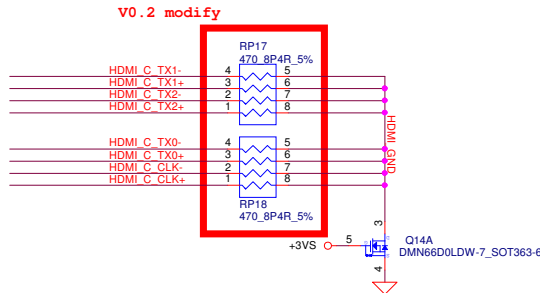 V0.2 modify
RP17
470_8P4R_5%
HDMI_C_TX1- 4 5
HDMI_C_TX1+ 3 6
HDMI_C_TX2- 2 7
HDMI_C_TX2+ 1 8
HDMI_GND
HDMI_C_TX0- 4 5
HDMI_C_TX0+ 3 6
HDMI_C_CLK- 2 7
HDMI_C_CLK+ 1 8
RP18
470_8P4R_5%
3
+3VS 5
Q14A
DMN66D0LDW-7_SOT363-6
4